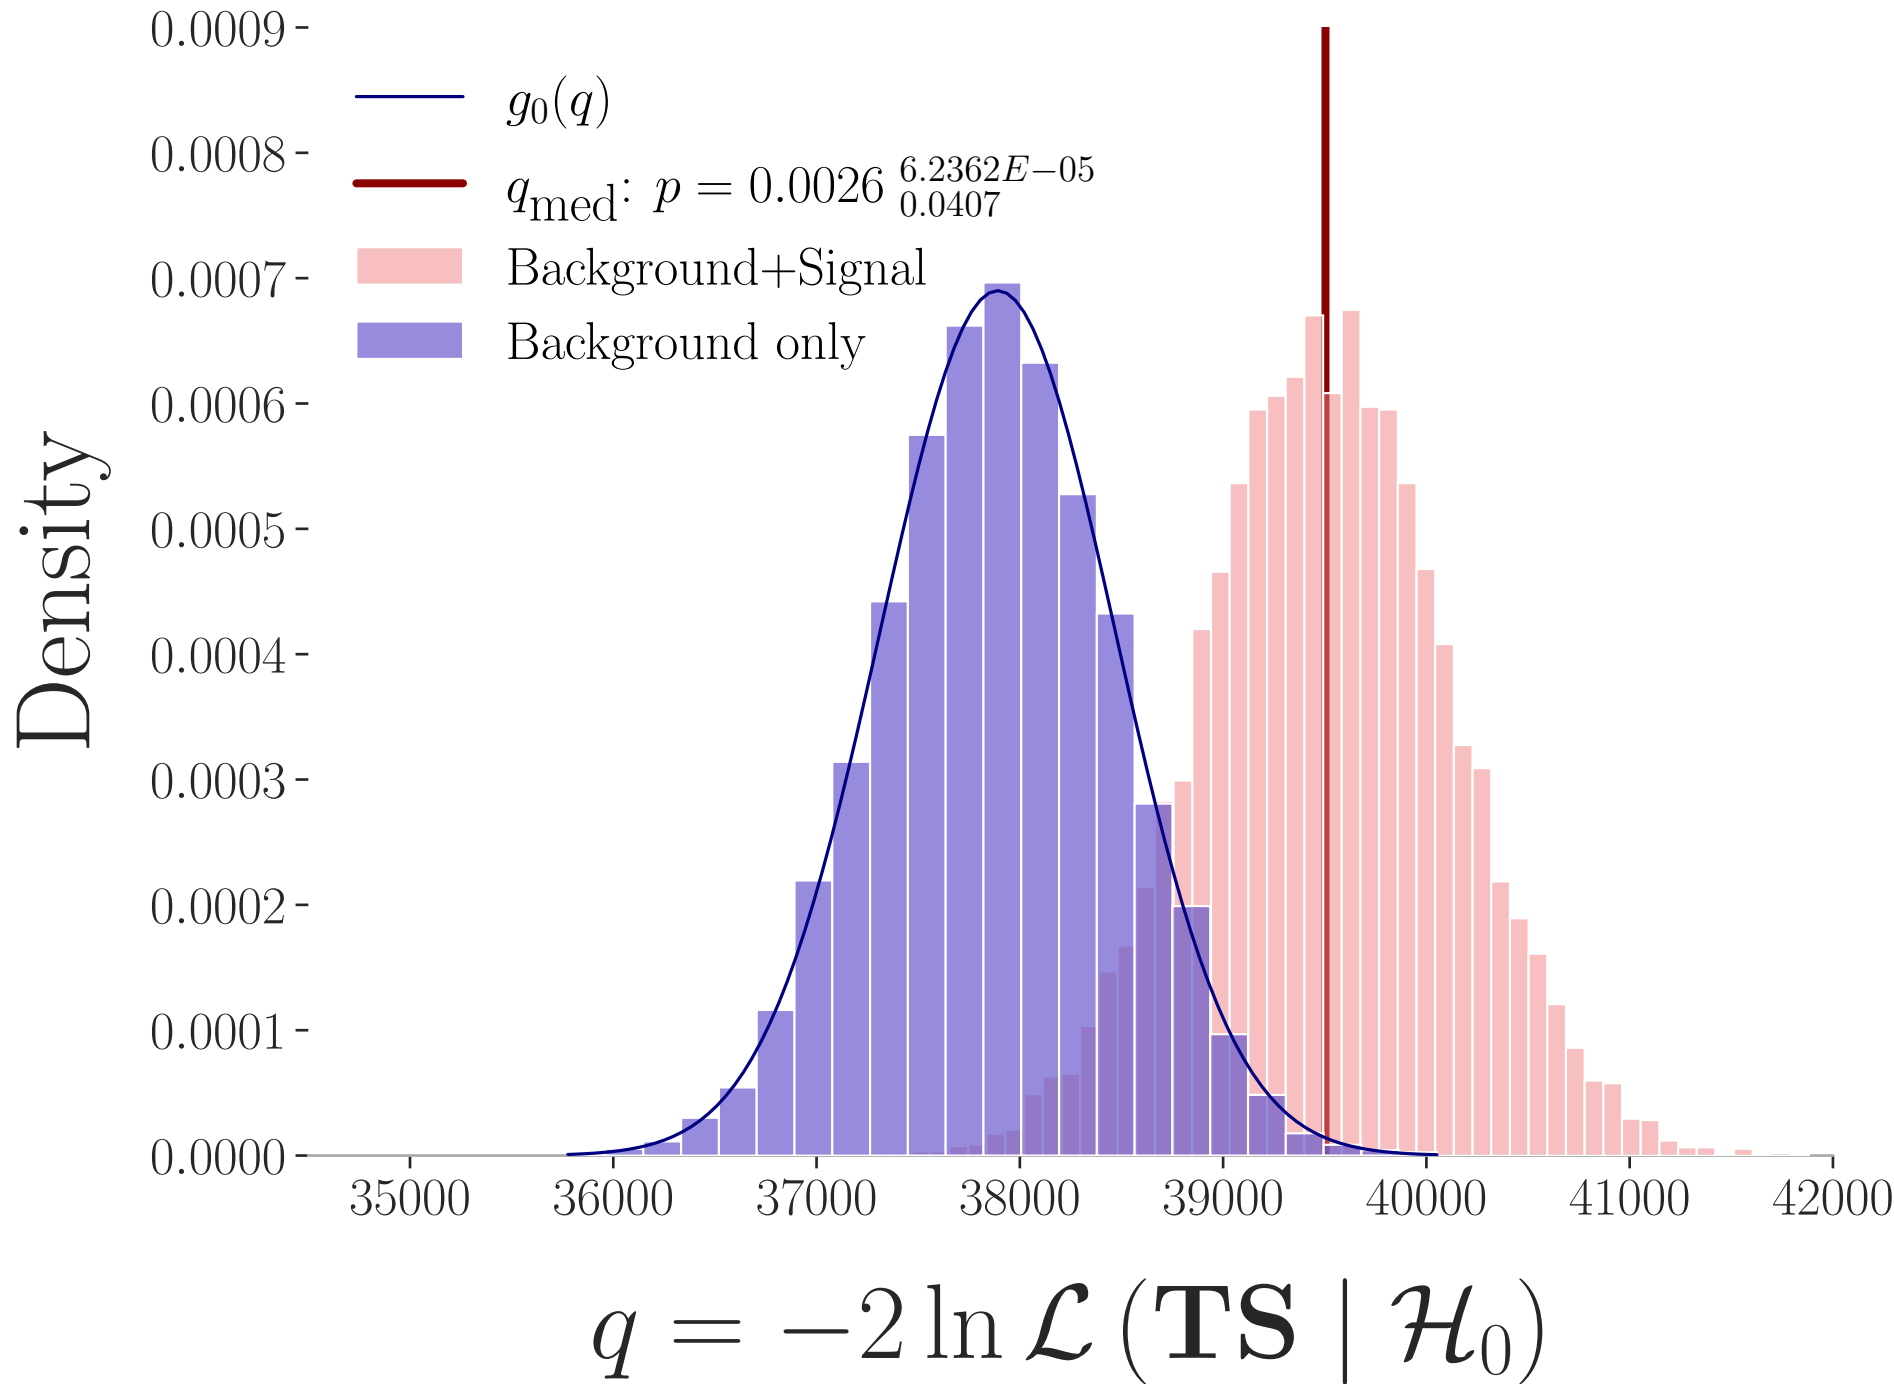 Density
0.0009
0.0008
0.0007
0.0006
0.0005
0.0004
0.0003
0.0002
0.0001
0.0000
g₀(q)
q_med: p = 0.0026 ^{6.2362E−05}_{0.0407}
Background+Signal
Background only
35000 36000 37000 38000 39000 40000 41000 42000
q = −2 ln ℒ (TS | ℋ₀)